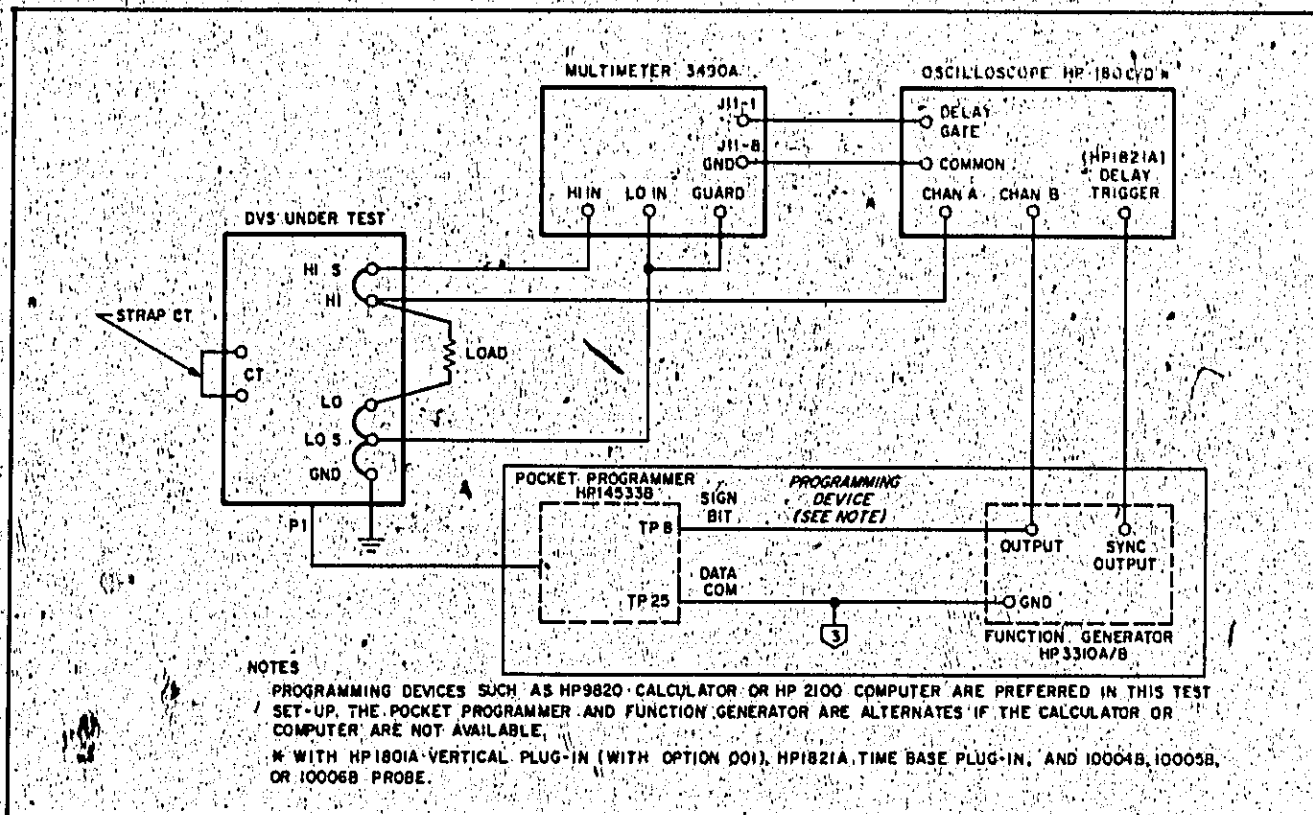 MULTIMETER 3490A
OSCILLOSCOPE HP 180C/D *
J11-1
J11-8
GND
HI IN
LO IN
GUARD
DELAY
GATE
COMMON
(HP1821A)
DELAY
TRIGGER
CHAN A
CHAN B
DVS UNDER TEST
HI S
HI
STRAP CT
CT
LOAD
LO
LO S
GND
P1
POCKET PROGRAMMER
HP14533B
TP 8
TP 25
SIGN
BIT
DATA
COM
PROGRAMMING
DEVICE
(SEE NOTE)
3
OUTPUT
SYNC
OUTPUT
GND
FUNCTION GENERATOR
HP3310A/B
NOTES
PROGRAMMING DEVICES SUCH AS HP9820 CALCULATOR OR HP 2100 COMPUTER ARE PREFERRED IN THIS TEST
SET-UP. THE POCKET PROGRAMMER AND FUNCTION GENERATOR ARE ALTERNATES IF THE CALCULATOR OR
COMPUTER ARE NOT AVAILABLE.
* WITH HP1801A VERTICAL PLUG-IN (WITH OPTION 001), HP1821A TIME BASE PLUG-IN, AND 10004B, 10005B,
OR 10006B PROBE.